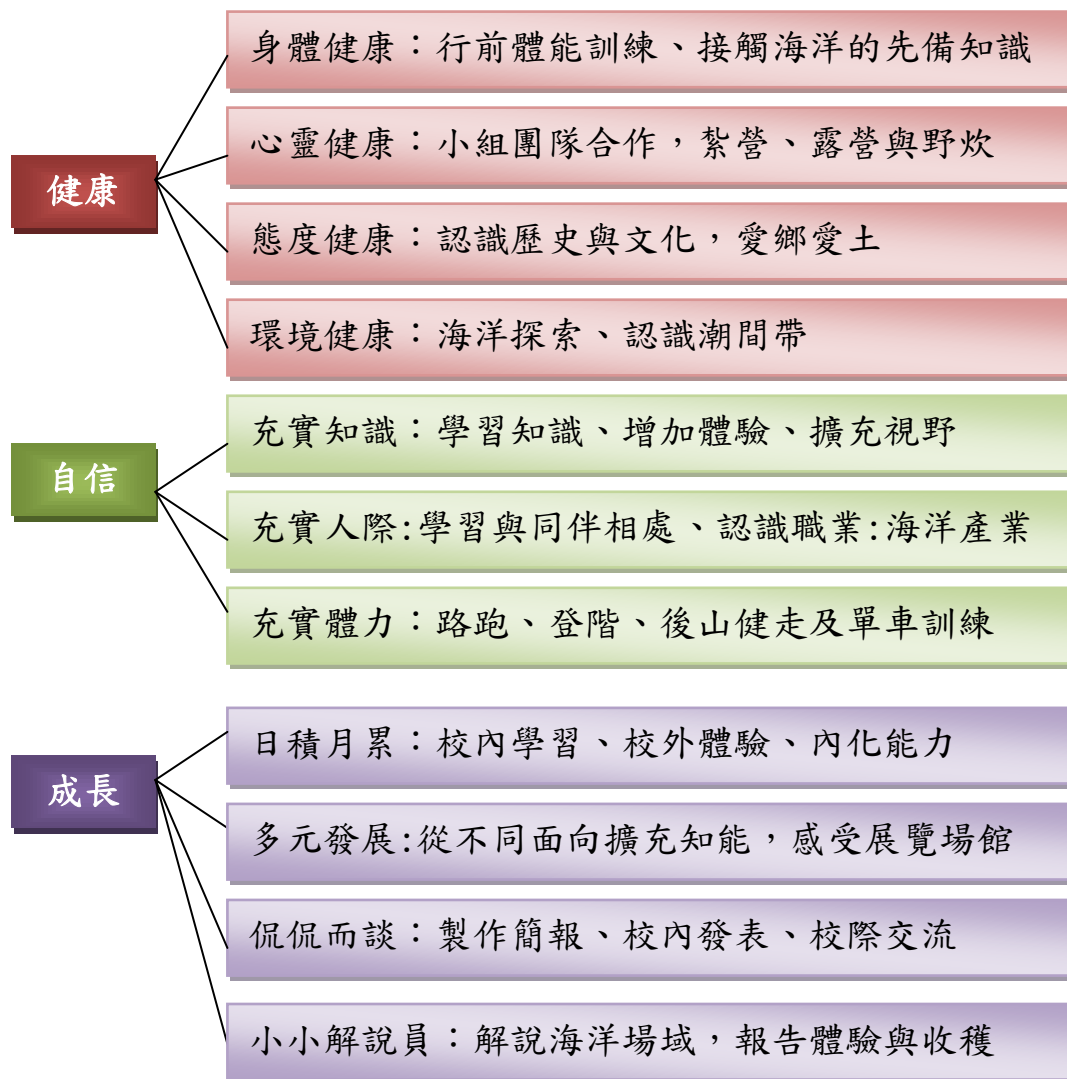 健康
身體健康：行前體能訓練、接觸海洋的先備知識
心靈健康：小組團隊合作，紮營、露營與野炊
態度健康：認識歷史與文化，愛鄉愛土
環境健康：海洋探索、認識潮間帶
自信
充實知識：學習知識、增加體驗、擴充視野
充實人際:學習與同伴相處、認識職業:海洋產業
充實體力：路跑、登階、後山健走及單車訓練
成長
日積月累：校內學習、校外體驗、內化能力
多元發展:從不同面向擴充知能，感受展覽場館
侃侃而談：製作簡報、校內發表、校際交流
小小解說員：解說海洋場域，報告體驗與收穫